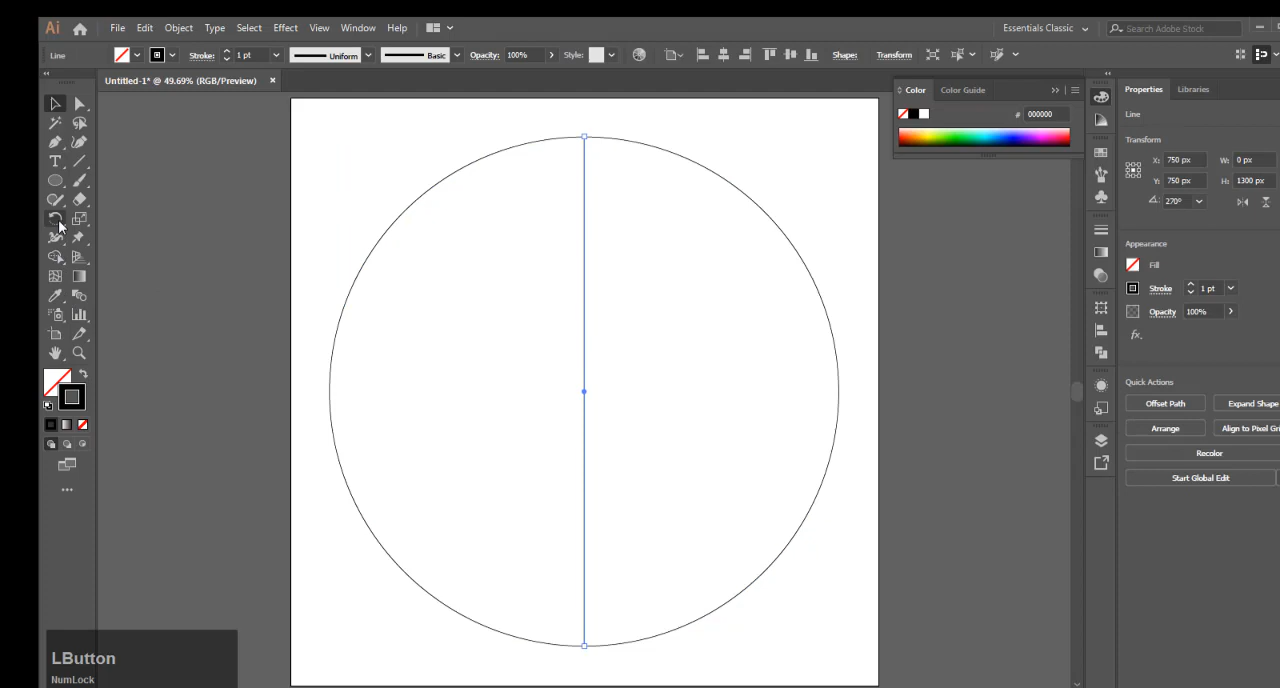 Ai File Edit Object Type Select Effect View Window Help Essentials Classic Search Adobe Stock
Line Stroke: 1 pt Uniform Basic Opacity: 100% Style: Shape: Transform
Untitled-1* @ 49.69% (RGB/Preview)
Color Color Guide
# 000000
Properties Libraries
Line
Transform
X: 750 px W: 0 px
Y: 750 px H: 1300 px
270°
Appearance
Fill
Stroke 1 pt
Opacity 100%
fx.
Quick Actions
Offset Path Expand Shape
Arrange Align to Pixel Gri
Recolor
Start Global Edit
LButton
NumLock